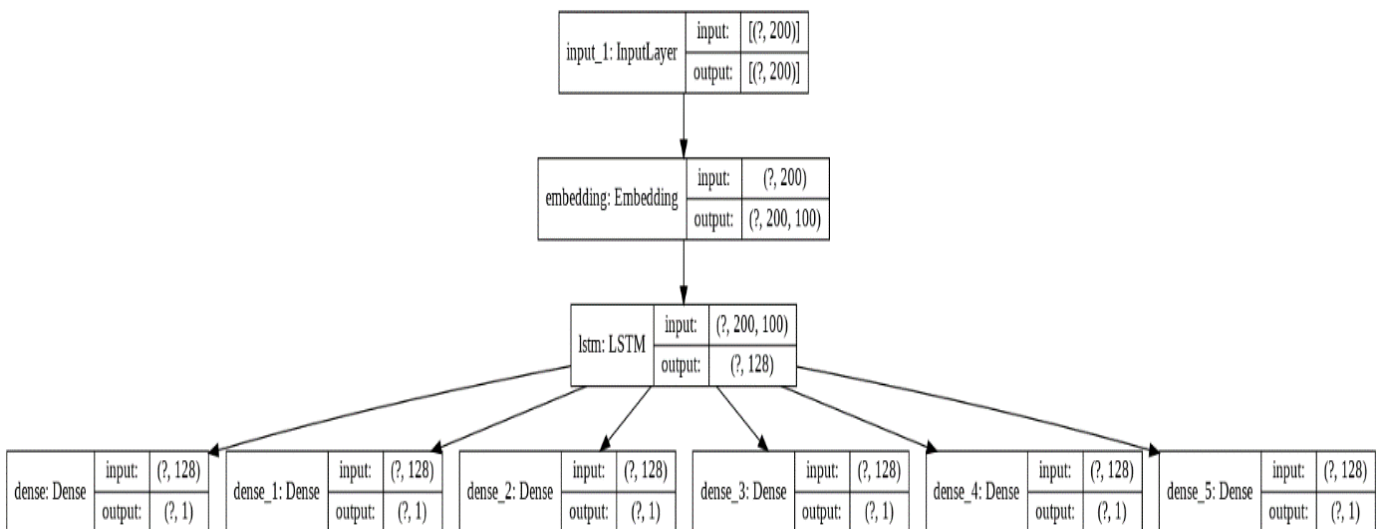 input_1: InputLayer
input: [(?, 200)]
output: [(?, 200)]
embedding: Embedding
input: (?, 200)
output: (?, 200, 100)
lstm: LSTM
input: (?, 200, 100)
output: (?, 128)
dense: Dense
input: (?, 128)
output: (?, 1)
dense_1: Dense
input: (?, 128)
output: (?, 1)
dense_2: Dense
input: (?, 128)
output: (?, 1)
dense_3: Dense
input: (?, 128)
output: (?, 1)
dense_4: Dense
input: (?, 128)
output: (?, 1)
dense_5: Dense
input: (?, 128)
output: (?, 1)